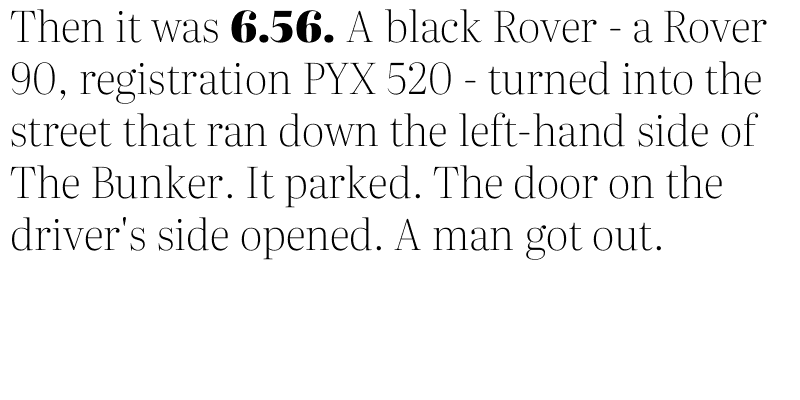 Then it was 6.56. A black Rover - a Rover
90, registration PYX 520 - turned into the
street that ran down the left-hand side of
The Bunker. It parked. The door on the
driver's side opened. A man got out.